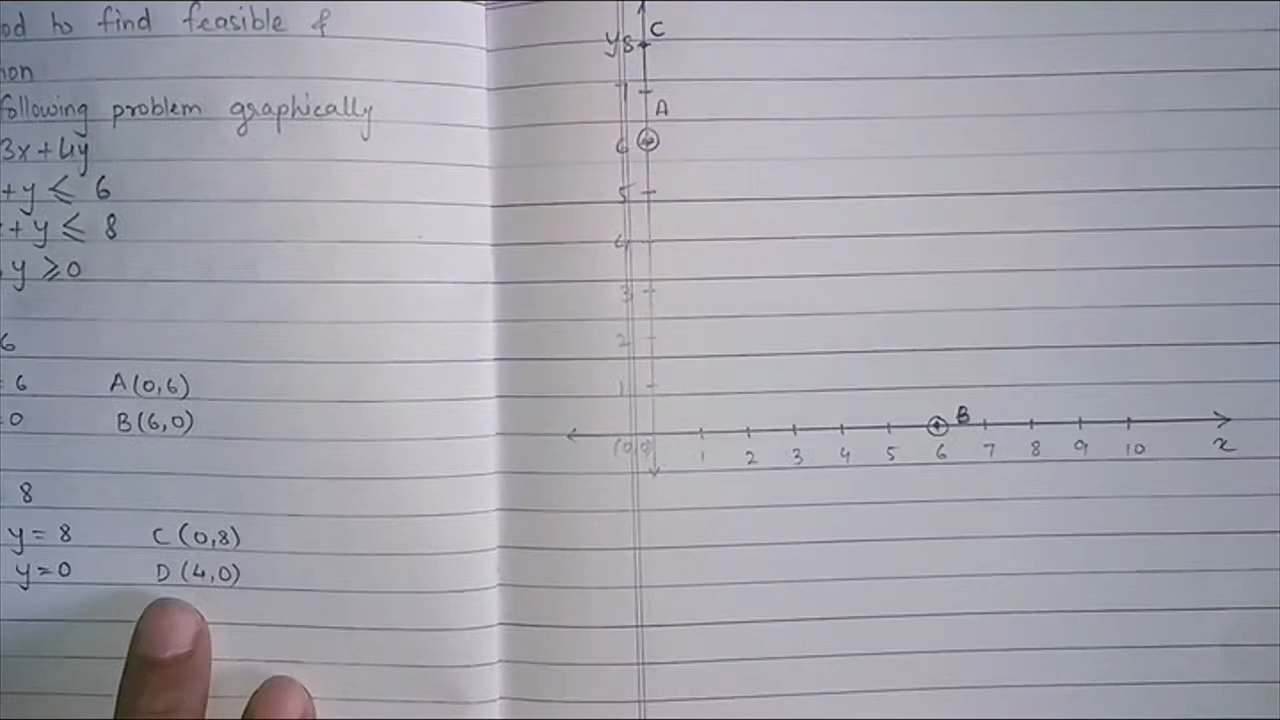 od to find feasible &
ion
following problem graphically
3x+4y
+y ⩽ 6
+y ⩽ 8
y ⩾0
6
= 6 A(0,6)
=0 B(6,0)
8
y = 8 C(0,8)
y=0 D(4,0)
C
y 8
7
A
6
5
4
3
2
1
B
(0,0) 1 2 3 4 5 6 7 8 9 10 x